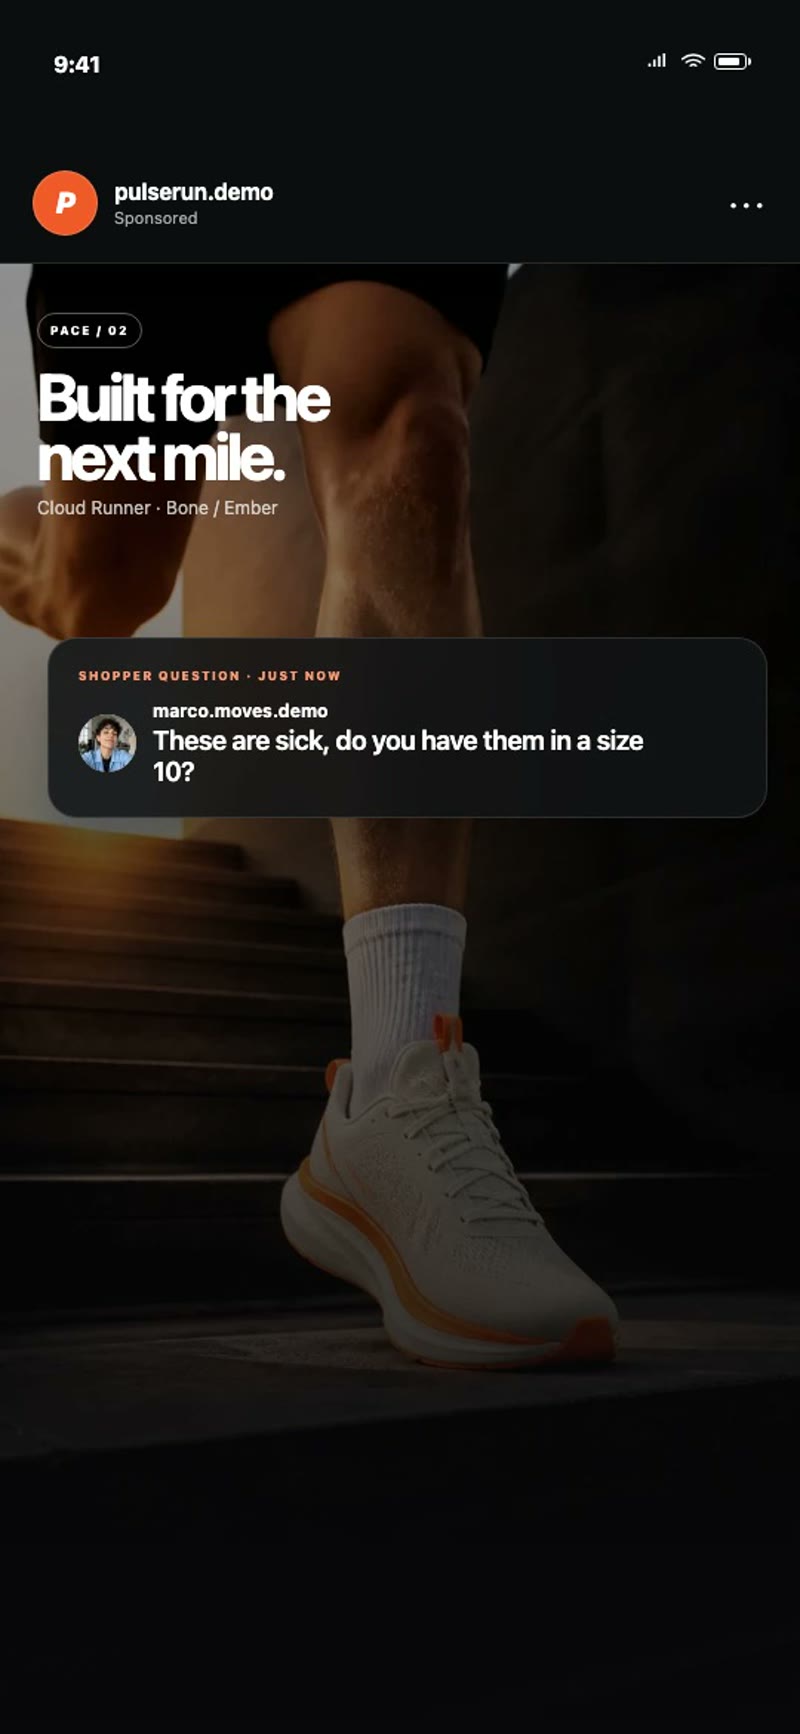 9:41
P
pulserun.demo
Sponsored
PACE / 02
Built for the
next mile.
Cloud Runner · Bone / Ember
SHOPPER QUESTION · JUST NOW
marco.moves.demo
These are sick, do you have them in a size
10?